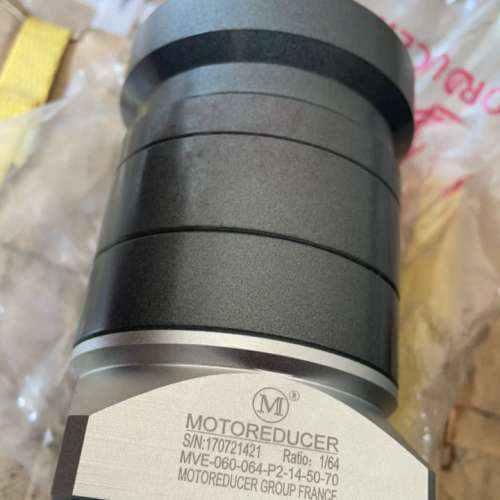 M®
MOTOREDUCER
S/N:170721421 Ratio: 1/64
MVE-060-064-P2-14-50-70
MOTOREDUCER GROUP FRANCE